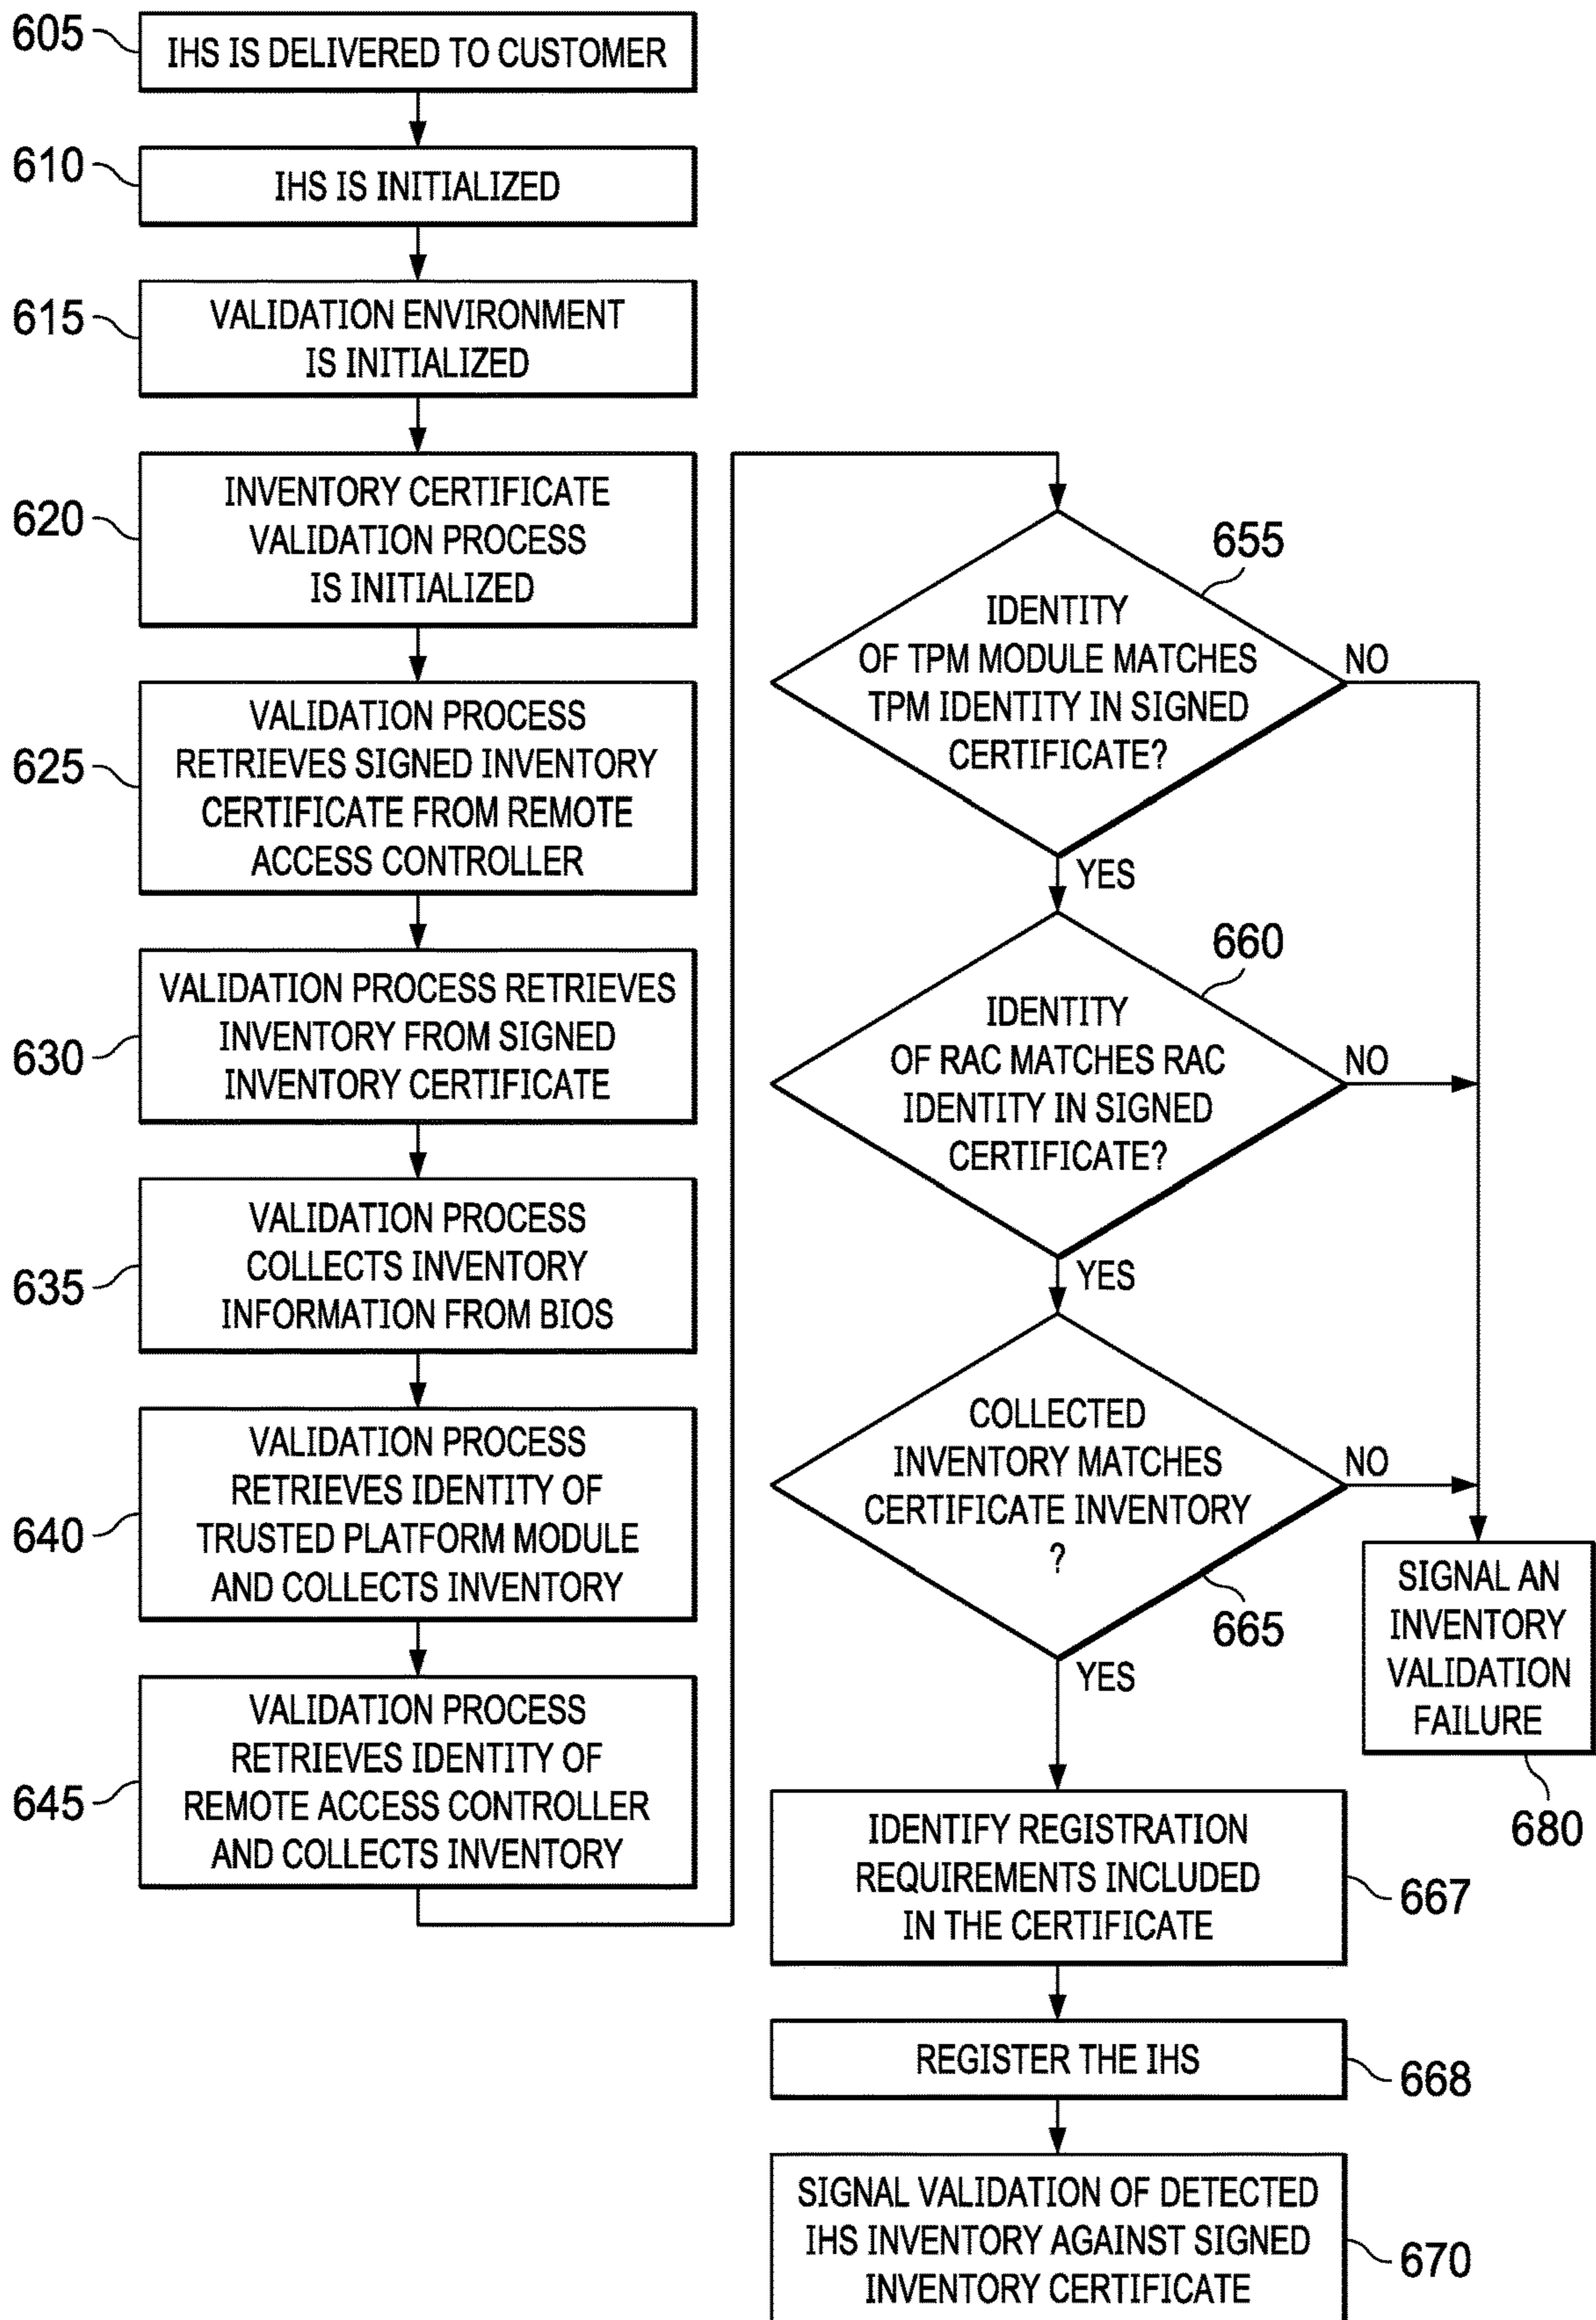 605
IHS IS DELIVERED TO CUSTOMER
610
IHS IS INITIALIZED
615
VALIDATION ENVIRONMENT
IS INITIALIZED
620
INVENTORY CERTIFICATE
VALIDATION PROCESS
IS INITIALIZED
625
VALIDATION PROCESS
RETRIEVES SIGNED INVENTORY
CERTIFICATE FROM REMOTE
ACCESS CONTROLLER
630
VALIDATION PROCESS RETRIEVES
INVENTORY FROM SIGNED
INVENTORY CERTIFICATE
635
VALIDATION PROCESS
COLLECTS INVENTORY
INFORMATION FROM BIOS
640
VALIDATION PROCESS
RETRIEVES IDENTITY OF
TRUSTED PLATFORM MODULE
AND COLLECTS INVENTORY
645
VALIDATION PROCESS
RETRIEVES IDENTITY OF
REMOTE ACCESS CONTROLLER
AND COLLECTS INVENTORY
655
IDENTITY
OF TPM MODULE MATCHES
TPM IDENTITY IN SIGNED
CERTIFICATE?
NO
YES
660
IDENTITY
OF RAC MATCHES RAC
IDENTITY IN SIGNED
CERTIFICATE?
NO
YES
COLLECTED
INVENTORY MATCHES
CERTIFICATE INVENTORY
?
NO
665
YES
SIGNAL AN
INVENTORY
VALIDATION
FAILURE
680
IDENTIFY REGISTRATION
REQUIREMENTS INCLUDED
IN THE CERTIFICATE
667
REGISTER THE IHS
668
SIGNAL VALIDATION OF DETECTED
IHS INVENTORY AGAINST SIGNED
INVENTORY CERTIFICATE
670